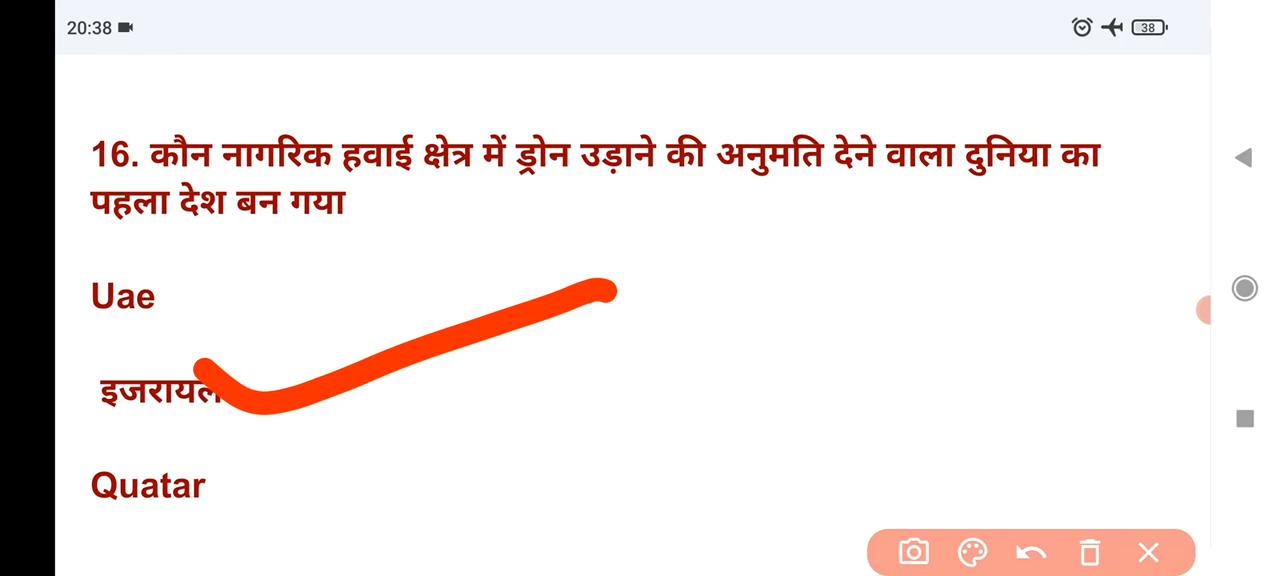 20:38
38
16. कौन नागरिक हवाई क्षेत्र में ड्रोन उड़ाने की अनुमति देने वाला दुनिया का
पहला देश बन गया
Uae
इजरायल
Quatar